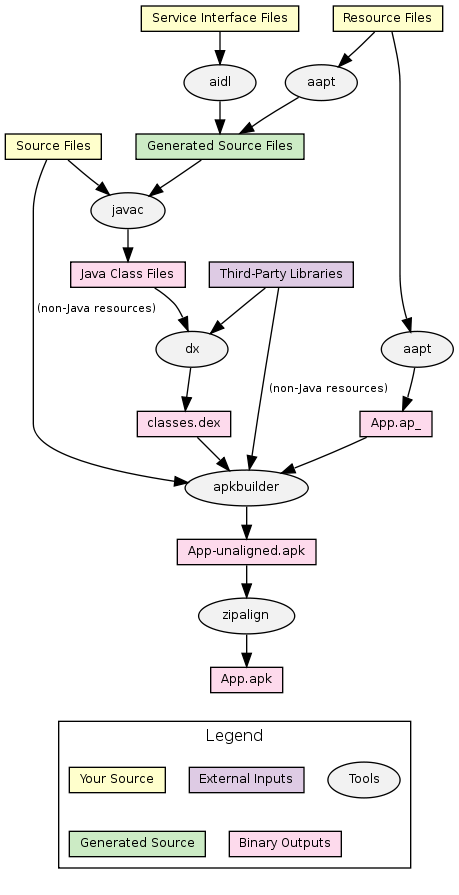 Service Interface Files
Resource Files
aidl
aapt
Source Files
Generated Source Files
javac
Java Class Files
Third-Party Libraries
(non-Java resources)
dx
aapt
(non-Java resources)
classes.dex
App.ap_
apkbuilder
App-unaligned.apk
zipalign
App.apk
Legend
Your Source
External Inputs
Tools
Generated Source
Binary Outputs